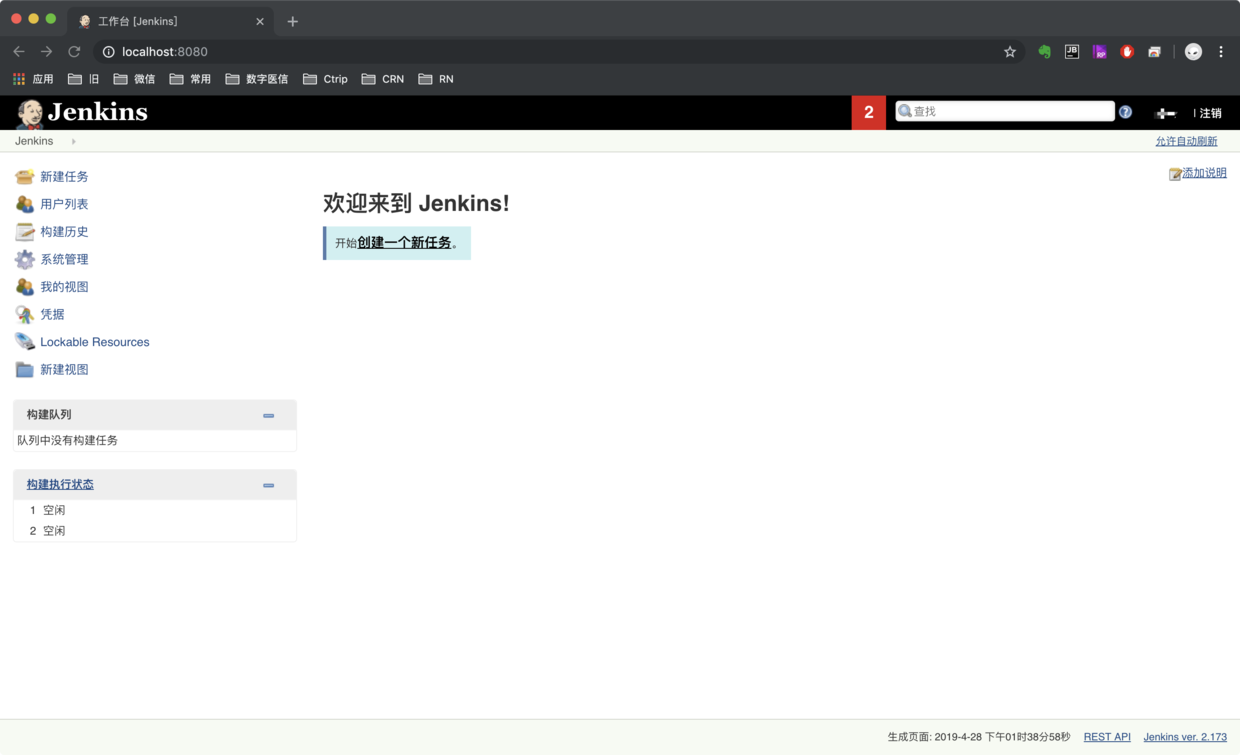 工作台 [Jenkins]
localhost:8080
JB
RP
应用 旧 微信 常用 数字医信 Ctrip CRN RN
Jenkins
2
查找
?
| 注销
Jenkins
允许自动刷新
添加说明
新建任务
用户列表
构建历史
系统管理
我的视图
凭据
Lockable Resources
新建视图
构建队列
队列中没有构建任务
构建执行状态
1 空闲
2 空闲
欢迎来到 Jenkins!
开始创建一个新任务。
生成页面: 2019-4-28 下午01时38分58秒 REST API Jenkins ver. 2.173